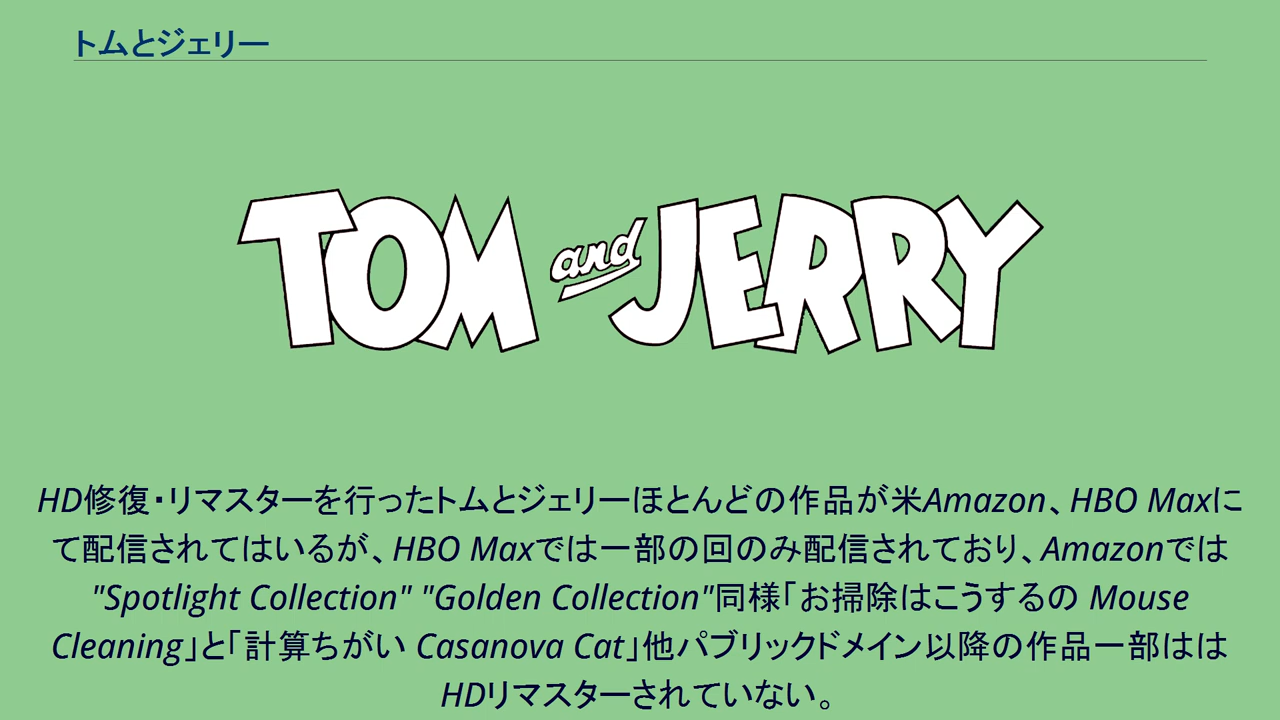 トムとジェリー
TOM and JERRY
HD修復・リマスターを行ったトムとジェリーほとんどの作品が米Amazon、HBO Maxに
て配信されてはいるが、HBO Maxでは一部の回のみ配信されており、Amazonでは
"Spotlight Collection" "Golden Collection"同様「お掃除はこうするの Mouse
Cleaning」と「計算ちがい Casanova Cat」他パブリックドメイン以降の作品一部はは
HDリマスターされていない。